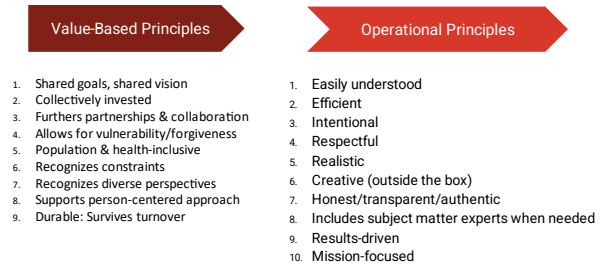 Value-Based Principles
1. Shared goals, shared vision
2. Collectively invested
3. Furthers partnerships & collaboration
4. Allows for vulnerability/forgiveness
5. Population & health-inclusive
6. Recognizes constraints
7. Recognizes diverse perspectives
8. Supports person-centered approach
9. Durable: Survives turnover
Operational Principles
1. Easily understood
2. Efficient
3. Intentional
4. Respectful
5. Realistic
6. Creative (outside the box)
7. Honest/transparent/authentic
8. Includes subject matter experts when needed
9. Results-driven
10. Mission-focused